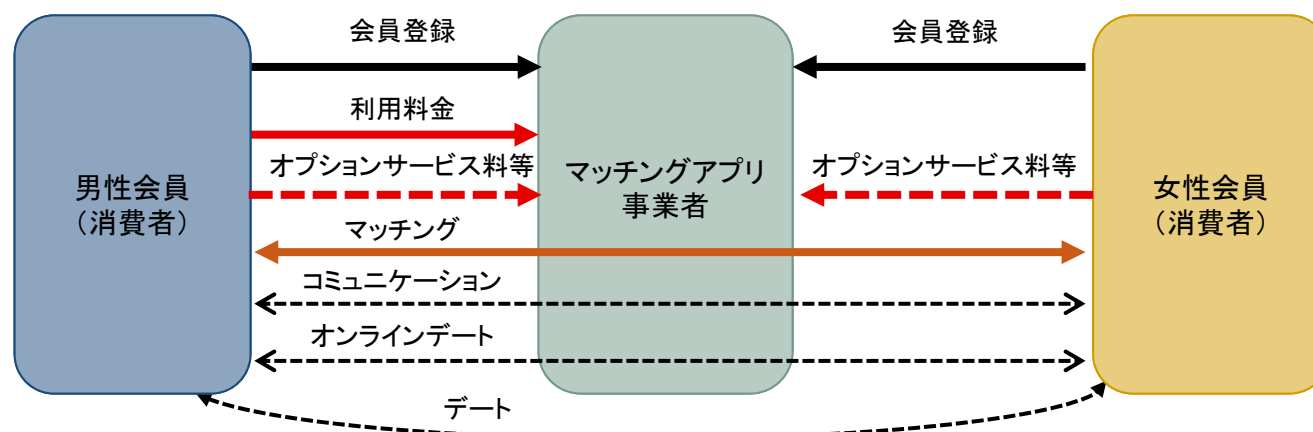 会員登録
会員登録
利用料金
オプションサービス料等
オプションサービス料等
男性会員
（消費者）
マッチングアプリ
事業者
女性会員
（消費者）
マッチング
コミュニケーション
オンラインデート
デート